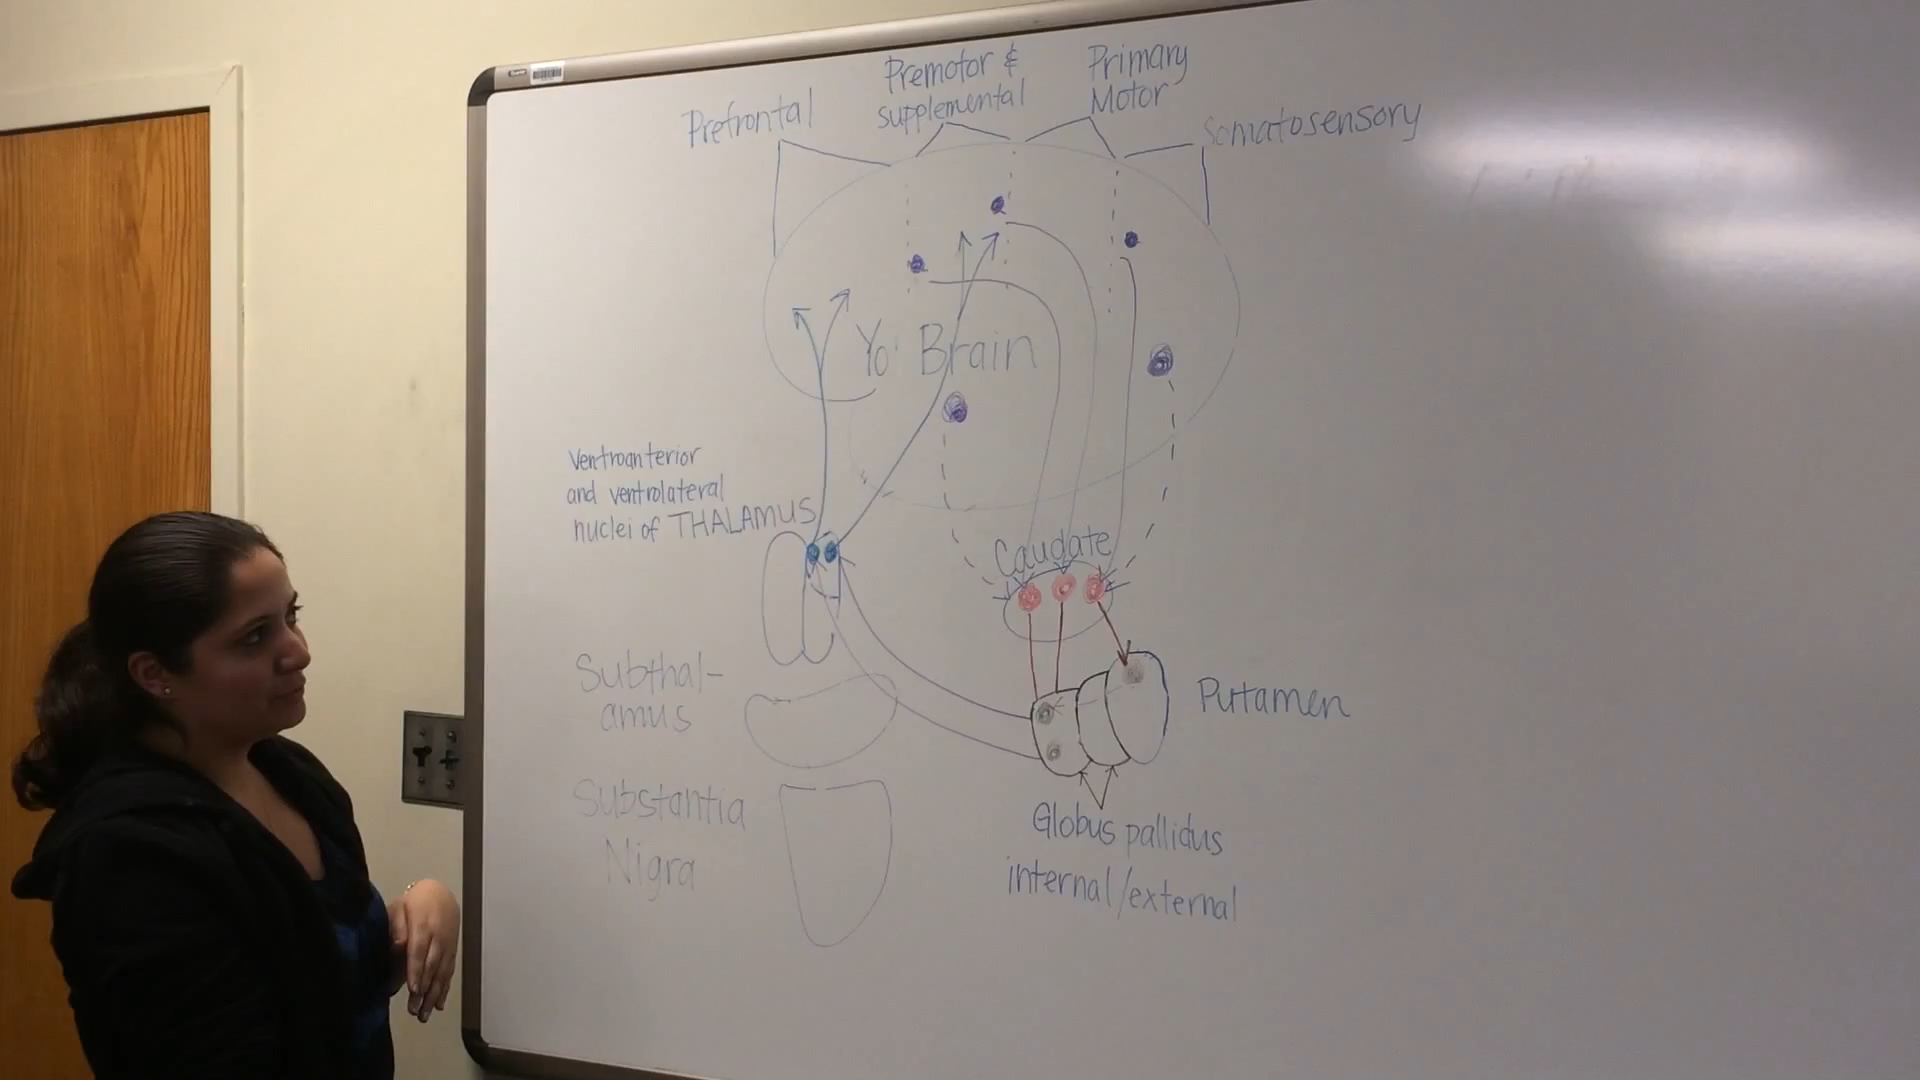 Prefrontal
Premotor &
supplemental
Primary
Motor
Somatosensory
Yo' Brain
Ventroanterior
and ventrolateral
nuclei of THALAMUS
Caudate
Subthal-
amus
Putamen
Substantia
Nigra
Globus pallidus
internal/external